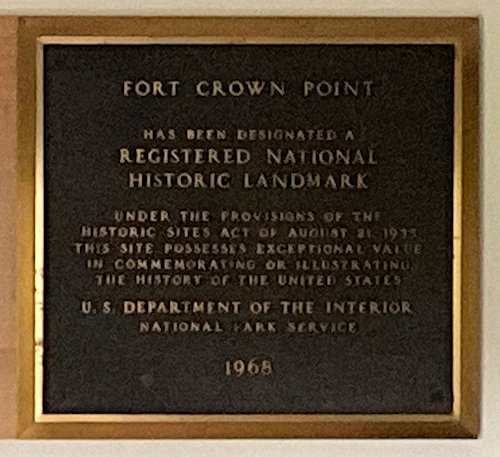 FORT CROWN POINT
HAS BEEN DESIGNATED A
REGISTERED NATIONAL
HISTORIC LANDMARK
UNDER THE PROVISIONS OF THE
HISTORIC SITES ACT OF AUGUST 21, 1935
THIS SITE POSSESSES EXCEPTIONAL VALUE
IN COMMEMORATING OR ILLUSTRATING
THE HISTORY OF THE UNITED STATES
U. S. DEPARTMENT OF THE INTERIOR
NATIONAL PARK SERVICE
1968